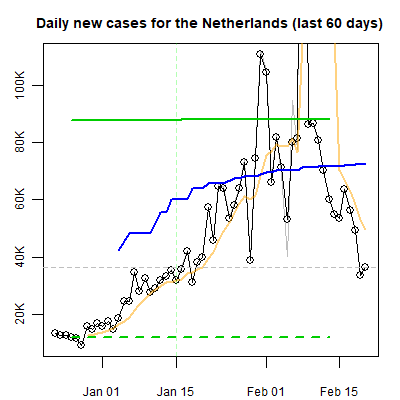 Daily new cases for the Netherlands (last 60 days)
100K
80K
60K
40K
20K
Jan 01 Jan 15 Feb 01 Feb 15